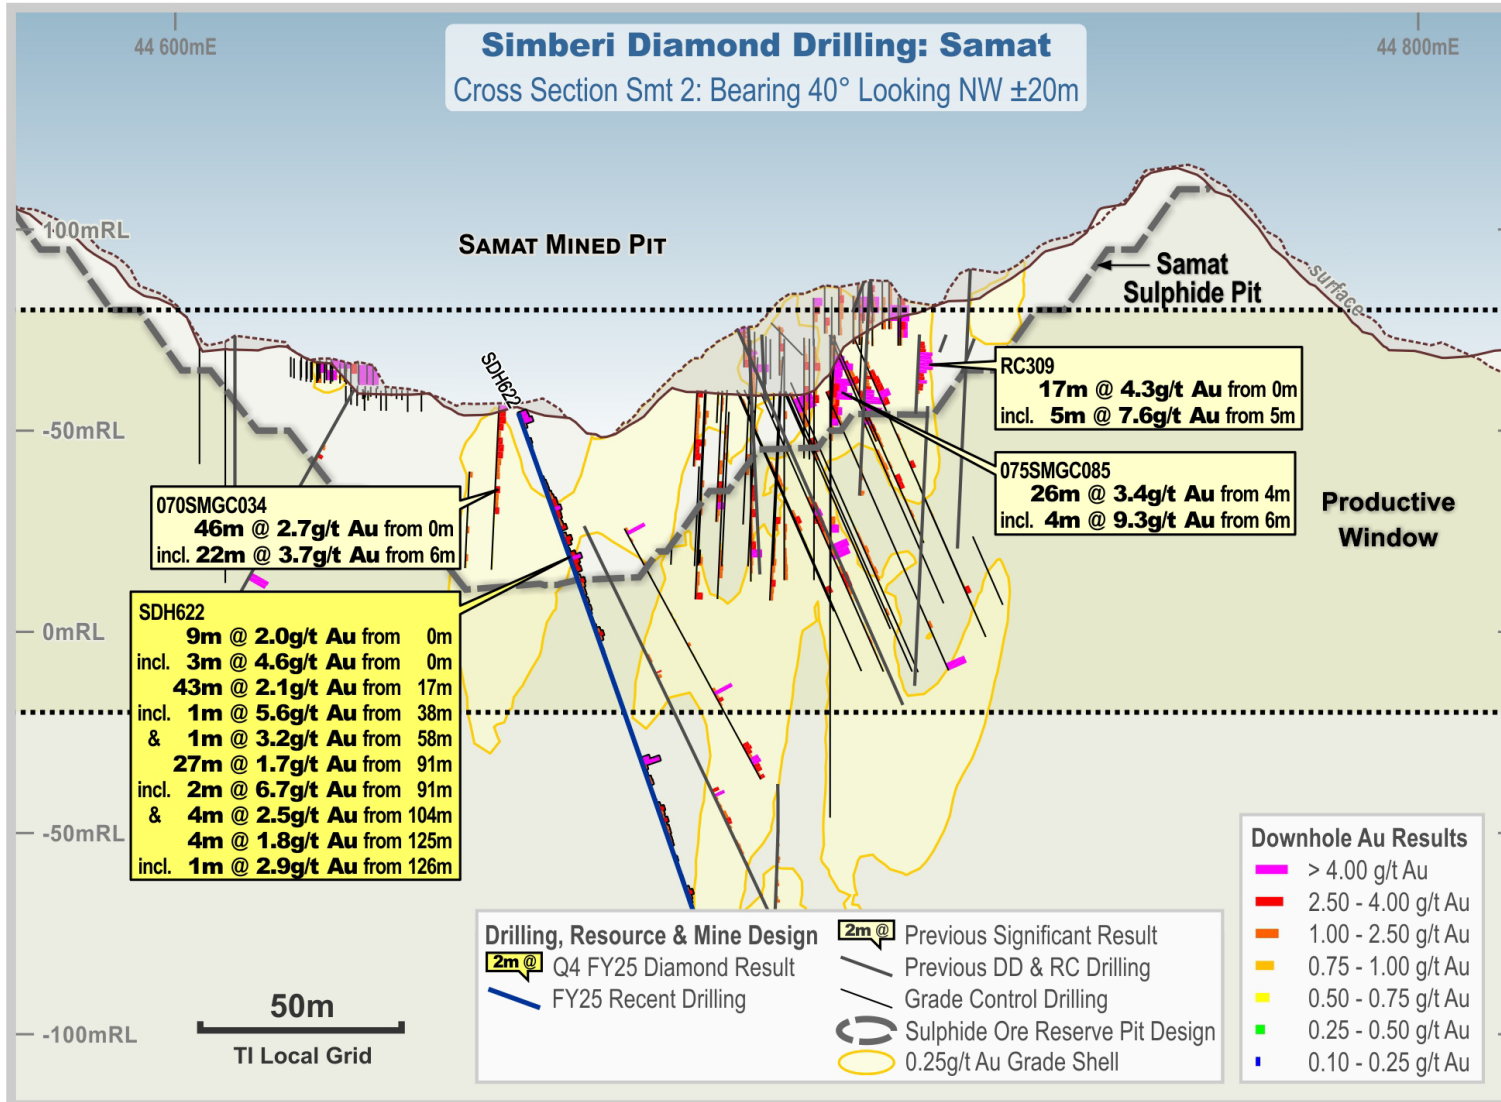 44 600mE
44 800mE
Simberi Diamond Drilling: Samat
Cross Section Smt 2: Bearing 40° Looking NW ±20m
100mRL
SAMAT MINED PIT
Samat
Sulphide Pit
surface
SDH622
-50mRL
RC309
17m @ 4.3g/t Au from 0m
incl. 5m @ 7.6g/t Au from 5m
075SMGC085
26m @ 3.4g/t Au from 4m
incl. 4m @ 9.3g/t Au from 6m
Productive
Window
070SMGC034
46m @ 2.7g/t Au from 0m
incl. 22m @ 3.7g/t Au from 6m
0mRL
SDH622
9m @ 2.0g/t Au from 0m
incl. 3m @ 4.6g/t Au from 0m
43m @ 2.1g/t Au from 17m
incl. 1m @ 5.6g/t Au from 38m
& 1m @ 3.2g/t Au from 58m
27m @ 1.7g/t Au from 91m
incl. 2m @ 6.7g/t Au from 91m
& 4m @ 2.5g/t Au from 104m
4m @ 1.8g/t Au from 125m
incl. 1m @ 2.9g/t Au from 126m
-50mRL
-100mRL
50m
TI Local Grid
Drilling, Resource & Mine Design
2m @ Q4 FY25 Diamond Result
FY25 Recent Drilling
2m @ Previous Significant Result
Previous DD & RC Drilling
Grade Control Drilling
Sulphide Ore Reserve Pit Design
0.25g/t Au Grade Shell
Downhole Au Results
> 4.00 g/t Au
2.50 - 4.00 g/t Au
1.00 - 2.50 g/t Au
0.75 - 1.00 g/t Au
0.50 - 0.75 g/t Au
0.25 - 0.50 g/t Au
0.10 - 0.25 g/t Au